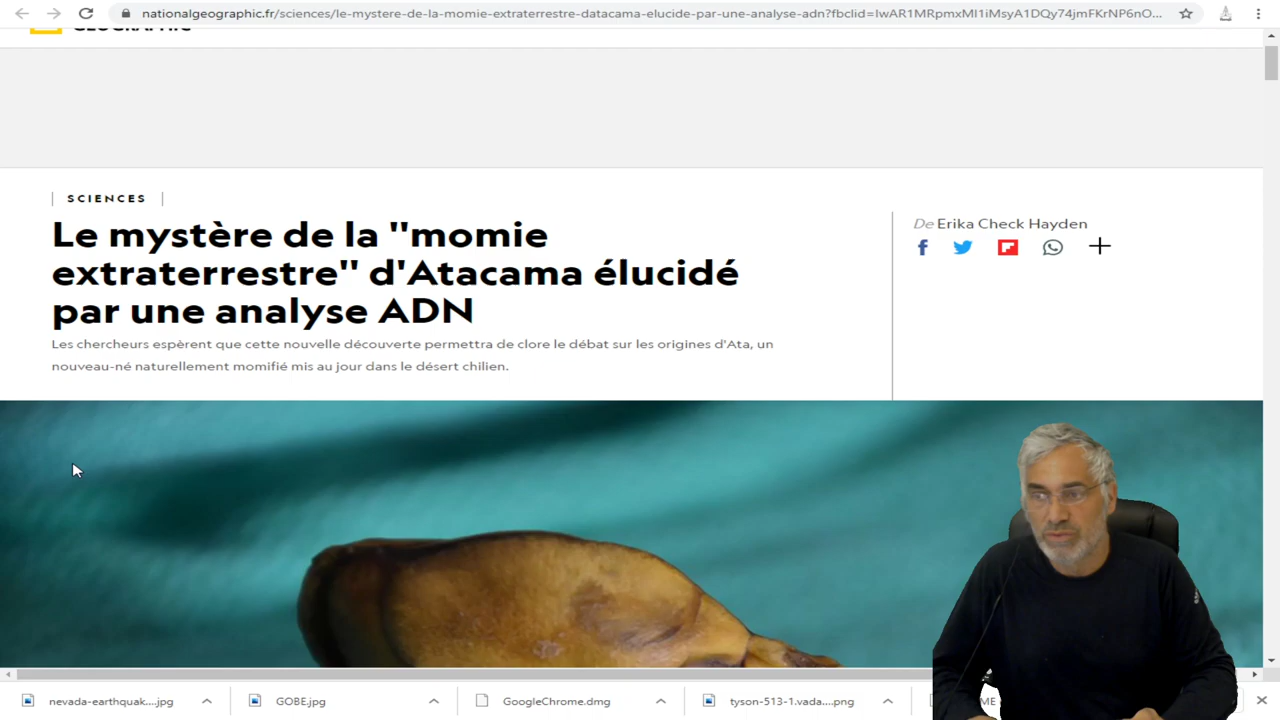 nationalgeographic.fr/sciences/le-mystere-de-la-momie-extraterrestre-datacama-elucide-par-une-analyse-adn?fbclid=IwAR1MRpmxMI1iMsyA1DQy74jmFKrNP6nO...
GEOGRAPHIC
SCIENCES
Le mystère de la "momie
extraterrestre" d'Atacama élucidé
par une analyse ADN
Les chercheurs espèrent que cette nouvelle découverte permettra de clore le débat sur les origines d'Ata, un
nouveau-né naturellement momifié mis au jour dans le désert chilien.
De Erika Check Hayden
nevada-earthquak....jpg
GOBE.jpg
GoogleChrome.dmg
tyson-513-1.vada....png